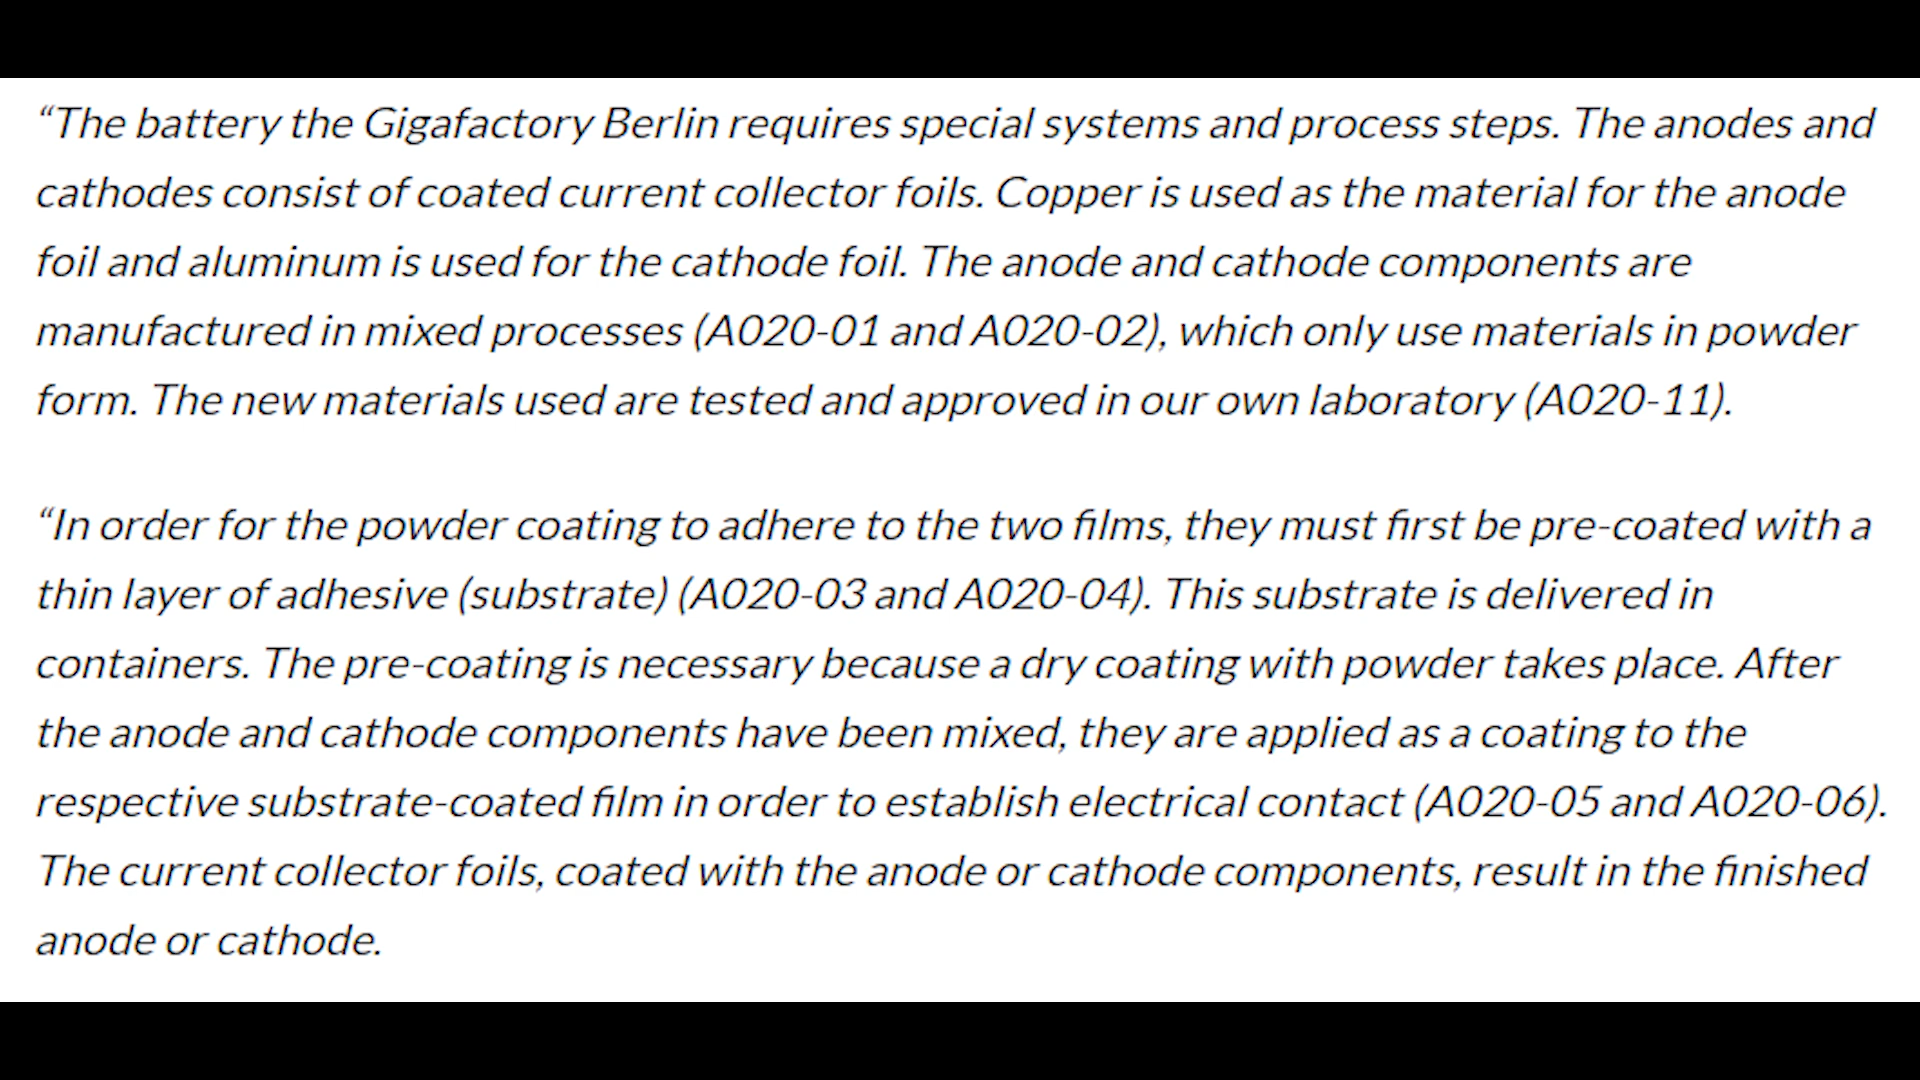 “The battery the Gigafactory Berlin requires special systems and process steps. The anodes and
cathodes consist of coated current collector foils. Copper is used as the material for the anode
foil and aluminum is used for the cathode foil. The anode and cathode components are
manufactured in mixed processes (A020-01 and A020-02), which only use materials in powder
form. The new materials used are tested and approved in our own laboratory (A020-11).
“In order for the powder coating to adhere to the two films, they must first be pre-coated with a
thin layer of adhesive (substrate) (A020-03 and A020-04). This substrate is delivered in
containers. The pre-coating is necessary because a dry coating with powder takes place. After
the anode and cathode components have been mixed, they are applied as a coating to the
respective substrate-coated film in order to establish electrical contact (A020-05 and A020-06).
The current collector foils, coated with the anode or cathode components, result in the finished
anode or cathode.